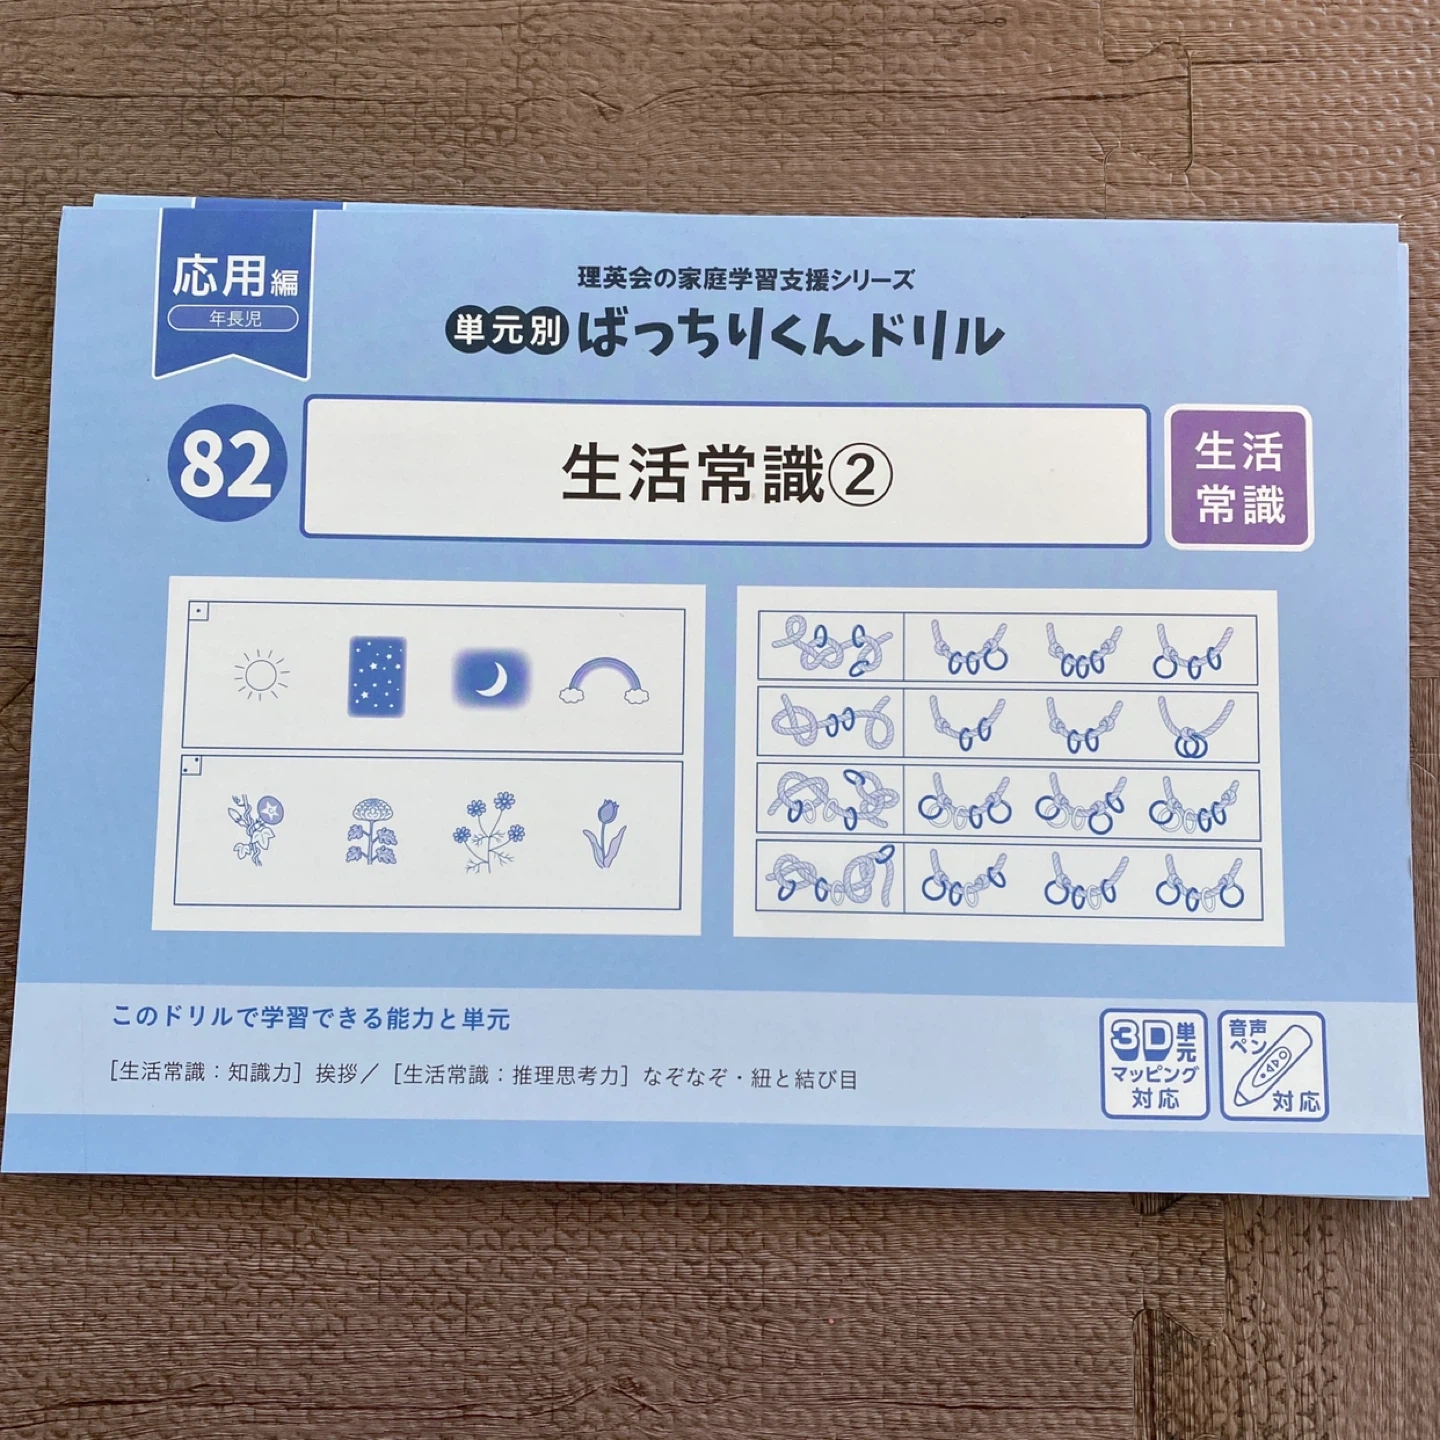 応用編
年長児
理英会の家庭学習支援シリーズ
単元別ばっちりくんドリル
82
生活常識②
生活
常識
このドリルで学習できる能力と単元
［生活常識：知識力］挨拶／［生活常識：推理思考力］なぞなぞ・紐と結び目
3D単元
マッピング
対応
音声
ペン
対応